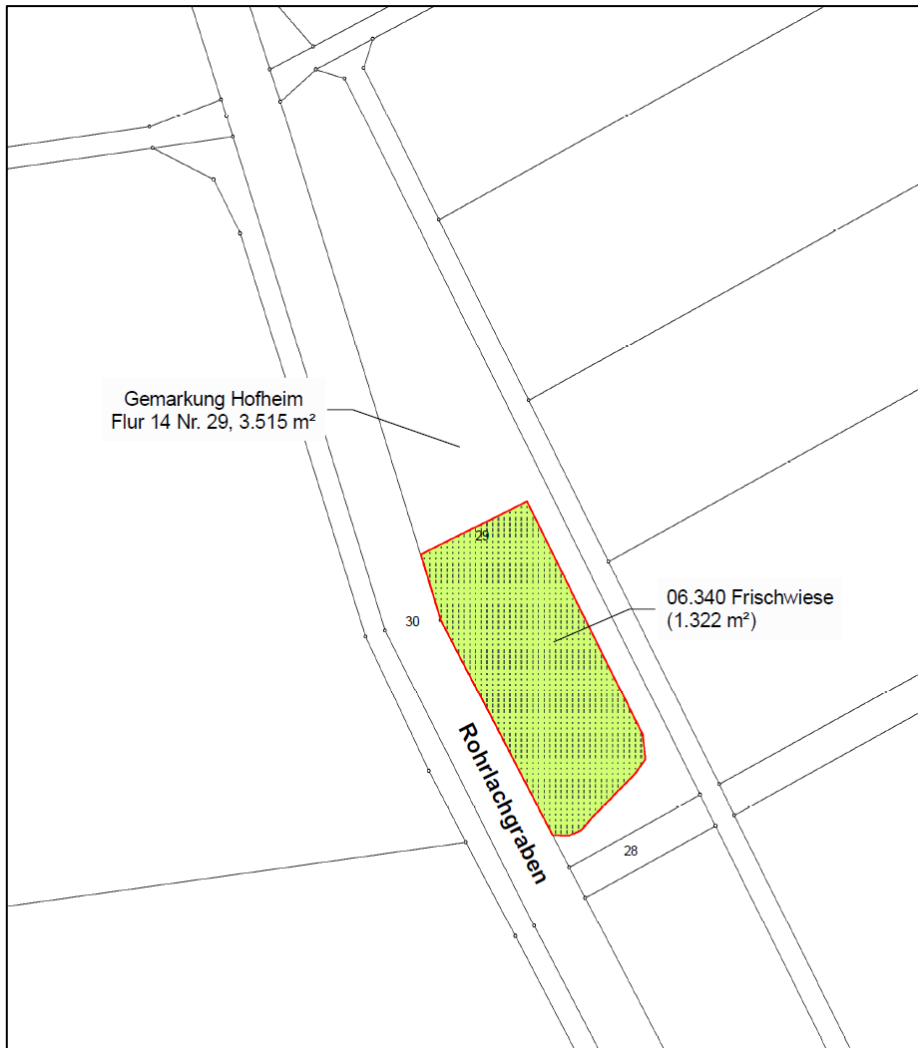 Gemarkung Hofheim
Flur 14 Nr. 29, 3.515 m²
29
06.340 Frischwiese
(1.322 m²)
30
Rohrlachgraben
28